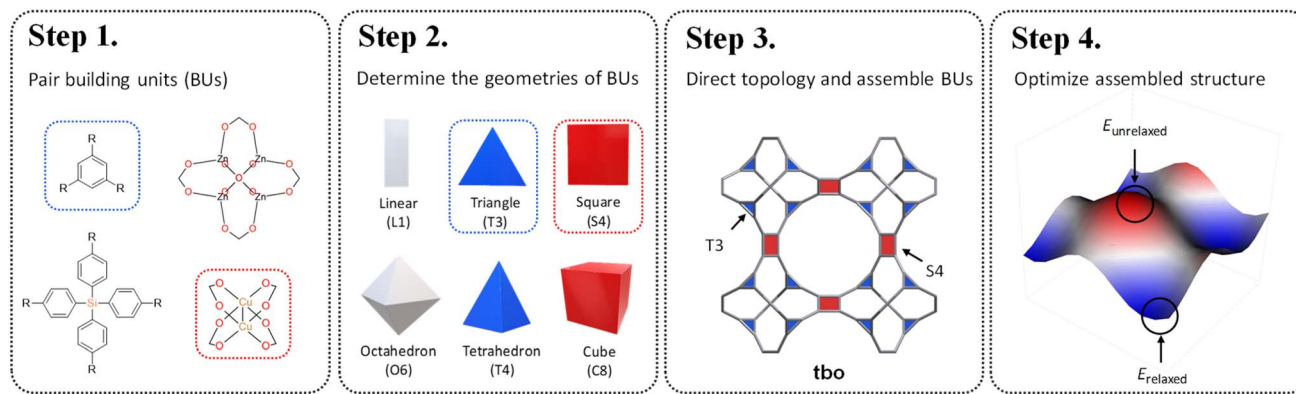 Step 1.
Pair building units (BUs)
R
R
R
O
O
O
O
Zn
Zn
O
O
O
O
O
O
O
Zn
Zn
O
O
O
O
R
R
Si
R
R
O
O
O
O
Cu
Cu
O
O
O
O
Step 2.
Determine the geometries of BUs
Linear
(L1)
Triangle
(T3)
Square
(S4)
Octahedron
(O6)
Tetrahedron
(T4)
Cube
(C8)
Step 3.
Direct topology and assemble BUs
T3
S4
tbo
Step 4.
Optimize assembled structure
Eunrelaxed
Erelaxed